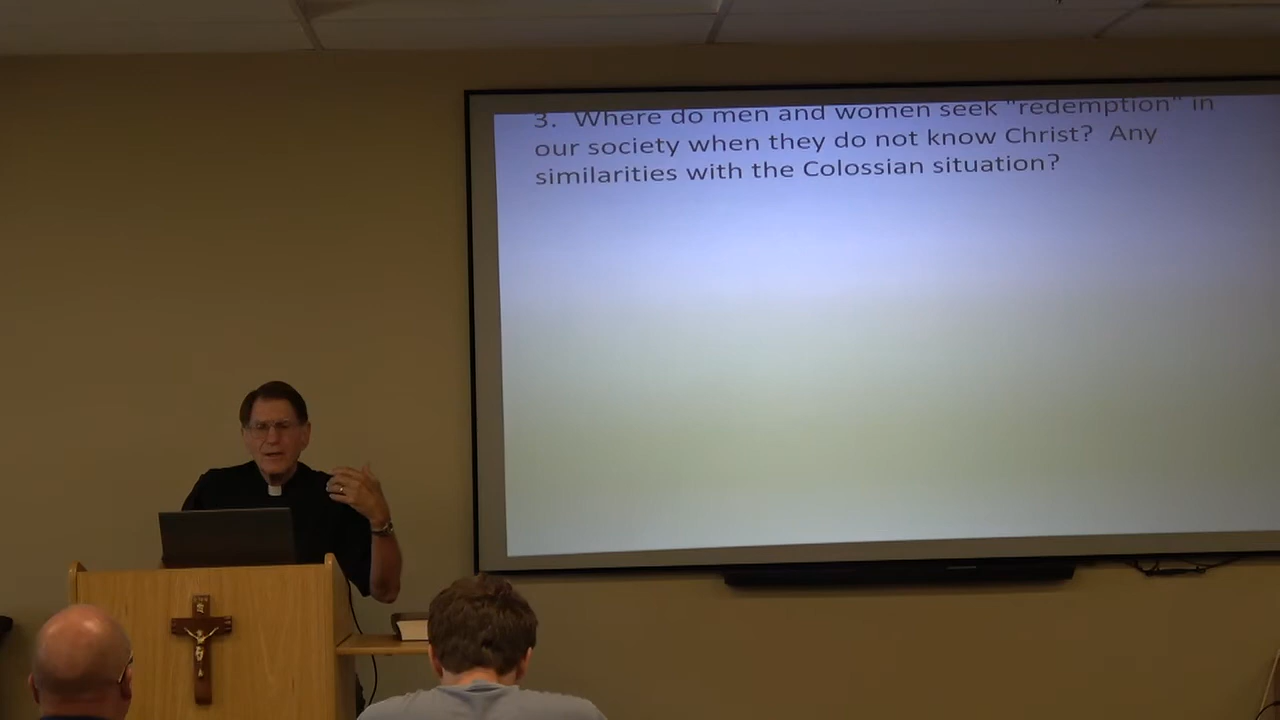 3. Where do men and women seek "redemption" in
our society when they do not know Christ? Any
similarities with the Colossian situation?